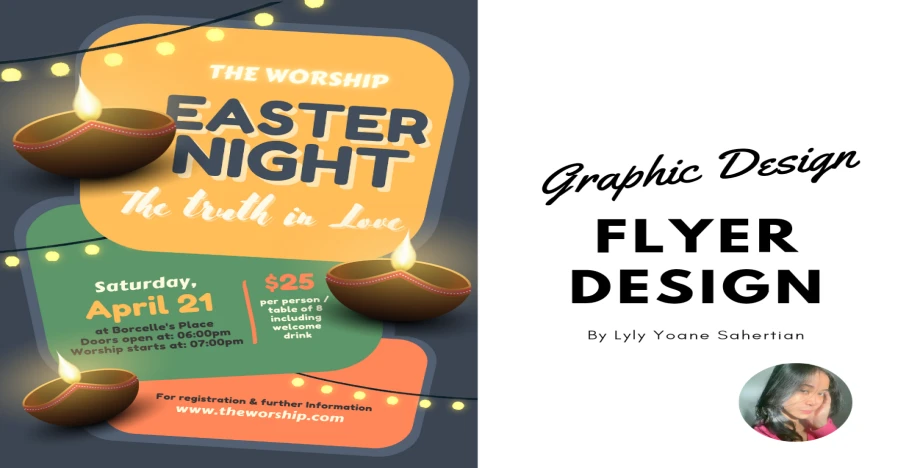 THE WORSHIP
EASTER
NIGHT
The truth in Love
Saturday,
April 21
at Borcelle's Place
Doors open at: 06:00pm
Worship starts at: 07:00pm
$25
per person /
table of 8
including
welcome
drink
For registration & further Information
www.theworship.com
Graphic Design
FLYER
DESIGN
By Lyly Yoane Sahertian